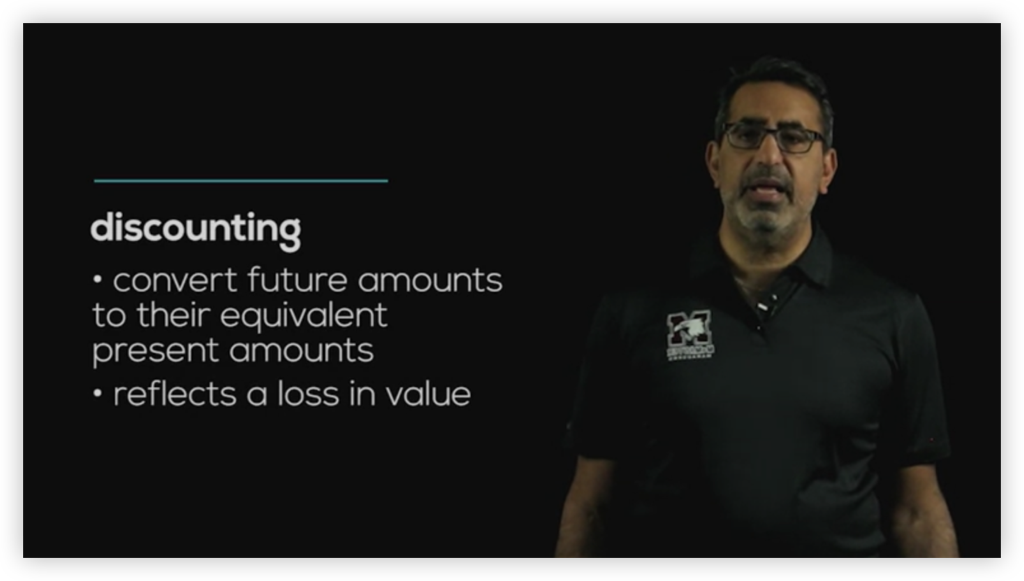 discounting
• convert future amounts
to their equivalent
present amounts
• reflects a loss in value
M